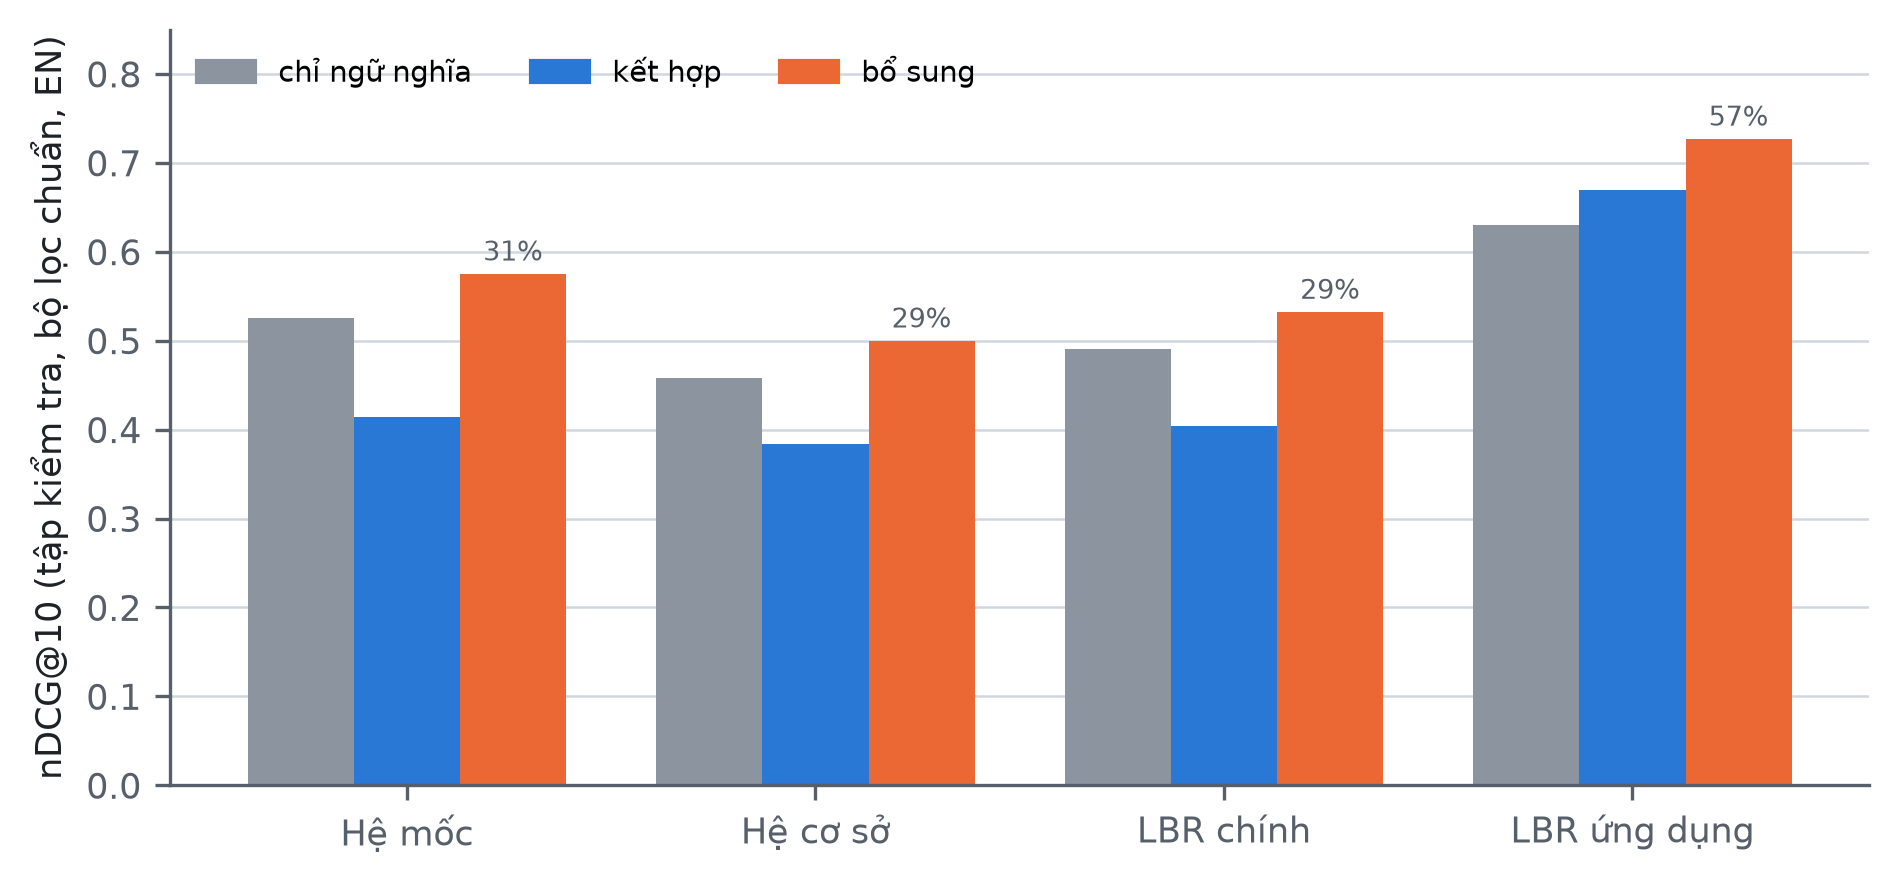 nDCG@10 (tập kiểm tra, bộ lọc chuẩn, EN)
0.8
0.7
0.6
0.5
0.4
0.3
0.2
0.1
0.0
chỉ ngữ nghĩa
kết hợp
bổ sung
31%
29%
29%
57%
Hệ mốc
Hệ cơ sở
LBR chính
LBR ứng dụng